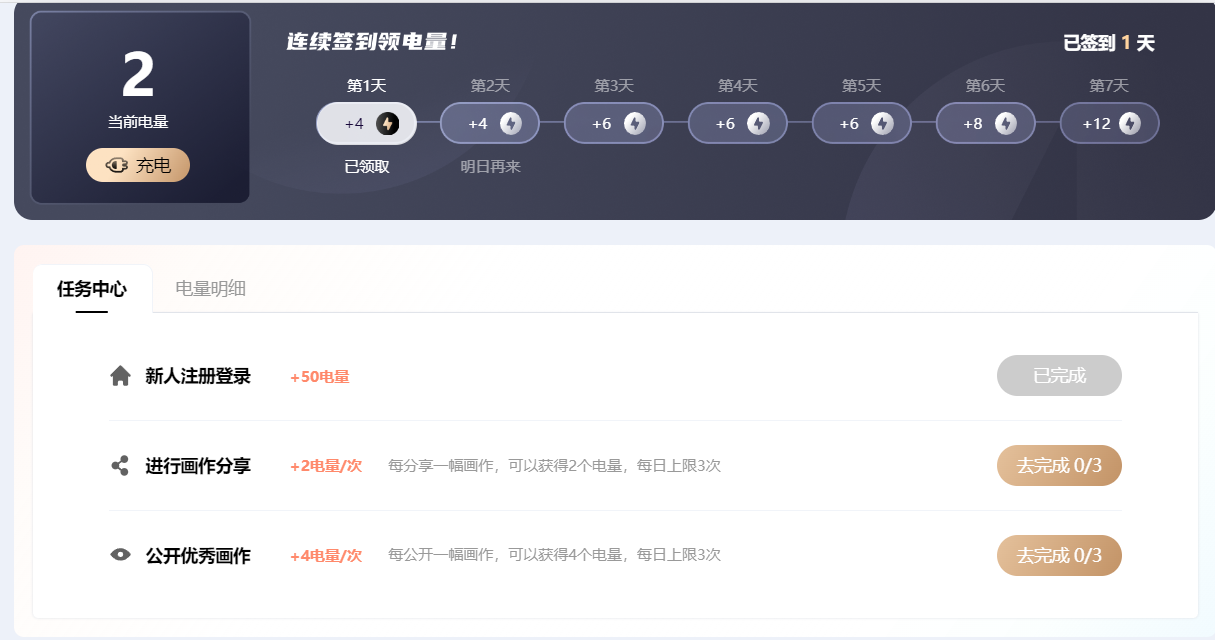 2
当前电量
充电
连续签到领电量!
已签到 1 天
第1天 第2天 第3天 第4天 第5天 第6天 第7天
+4 +4 +6 +6 +6 +8 +12
已领取 明日再来
任务中心 电量明细
新人注册登录 +50电量 已完成
进行画作分享 +2电量/次 每分享一幅画作，可以获得2个电量，每日上限3次 去完成 0/3
公开优秀画作 +4电量/次 每公开一幅画作，可以获得4个电量，每日上限3次 去完成 0/3